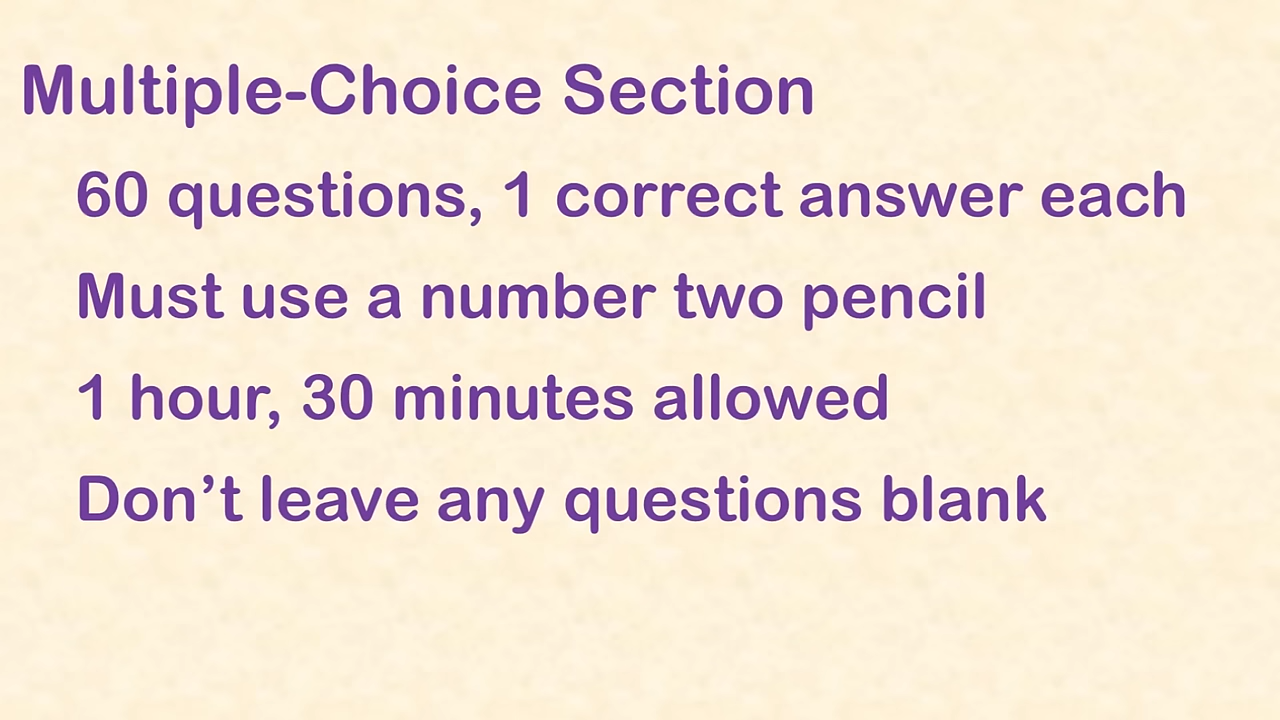 Multiple-Choice Section
60 questions, 1 correct answer each
Must use a number two pencil
1 hour, 30 minutes allowed
Don’t leave any questions blank